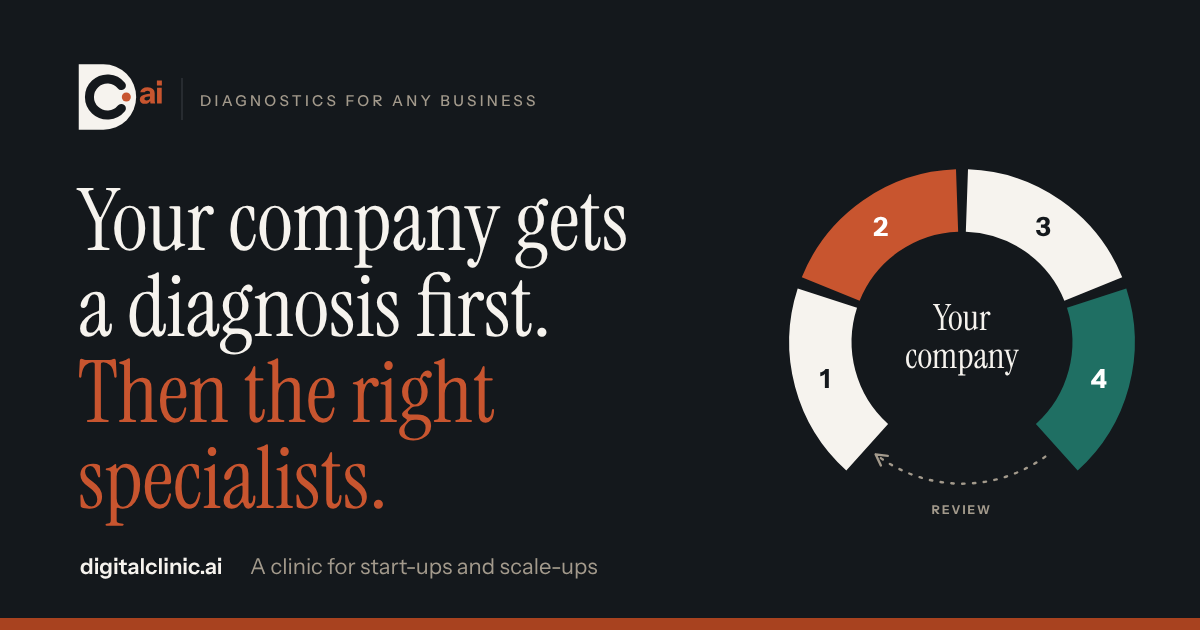 DC.ai
DIAGNOSTICS FOR ANY BUSINESS
Your company gets
a diagnosis first.
Then the right
specialists.
digitalclinic.ai
A clinic for start-ups and scale-ups
2
3
1
4
Your
company
REVIEW